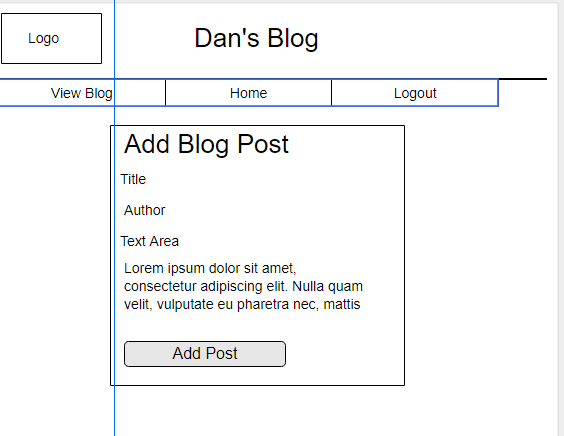 Logo
Dan's Blog
View Blog
Home
Logout
Add Blog Post
Title
Author
Text Area
Lorem ipsum dolor sit amet,
consectetur adipiscing elit. Nulla quam
velit, vulputate eu pharetra nec, mattis
Add Post